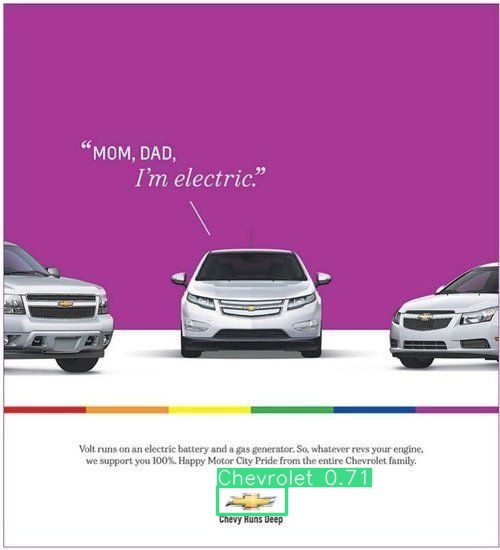 “MOM, DAD,
I'm electric.”
Volt runs on an electric battery and a gas generator. So, whatever revs your engine,
we support you 100%. Happy Motor City Pride from the entire Chevrolet family.
Chevrolet 0.71
Chevy Runs Deep